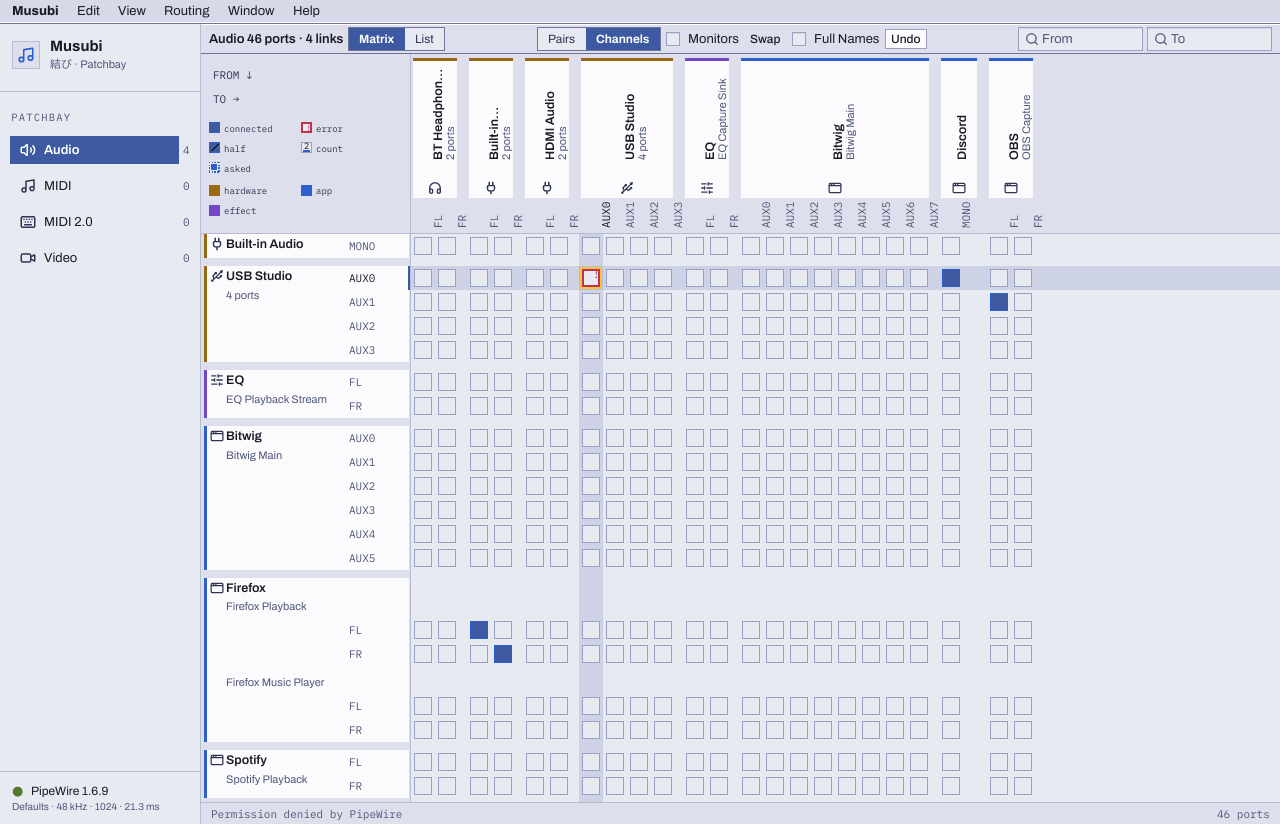 Musubi Edit View Routing Window Help
Musubi
結び · Patchbay
PATCHBAY
Audio 4
MIDI 0
MIDI 2.0 0
Video 0
PipeWire 1.6.9
Defaults · 48 kHz · 1024 · 21.3 ms
Audio 46 ports · 4 links Matrix List Pairs Channels Monitors Swap Full Names Undo From To
FROM ↓
TO →
connected error
half 2 count
asked
hardware app
effect
BT Headphon... 2 ports
Built-in... 2 ports
HDMI Audio 2 ports
USB Studio 4 ports
EQ EQ Capture Sink
Bitwig Bitwig Main
Discord
OBS OBS Capture
FL FR FL FR FL FR AUX0 AUX1 AUX2 AUX3 FL FR AUX0 AUX1 AUX2 AUX3 AUX4 AUX5 AUX6 AUX7 MONO FL FR
Built-in Audio MONO
USB Studio AUX0
4 ports
AUX1
AUX2
AUX3
EQ FL
EQ Playback Stream
FR
Bitwig AUX0
Bitwig Main
AUX1
AUX2
AUX3
AUX4
AUX5
Firefox
Firefox Playback
FL
FR
Firefox Music Player
FL
FR
Spotify FL
Spotify Playback
FR
Permission denied by PipeWire 46 ports